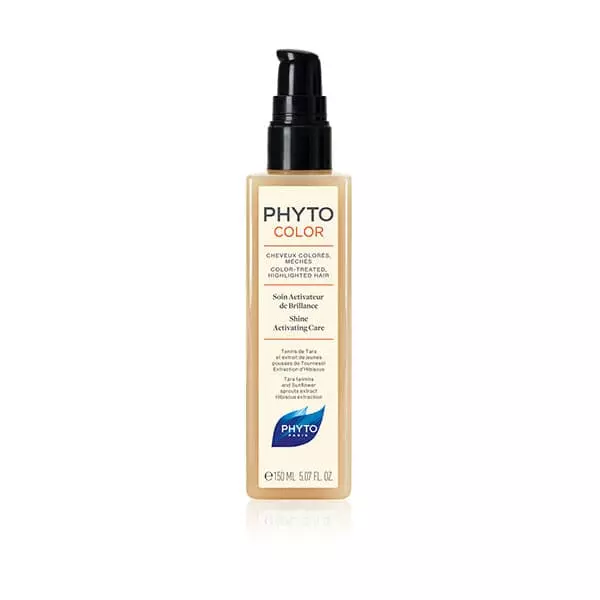 PHYTO
COLOR
CHEVEUX COLORÉS,
MÈCHES
COLOR-TREATED,
HIGHLIGHTED HAIR
Soin Activateur
de Brillance
Shine
Activating Care
Tanins de Tara
et extrait de jeunes
pousses de Tournesol
Extraction d'Hibiscus
Tara tannins
and Sunflower
sprouts extract
Hibiscus extraction
PHYTO
PARIS
℮150 ML 5.07 FL. OZ.